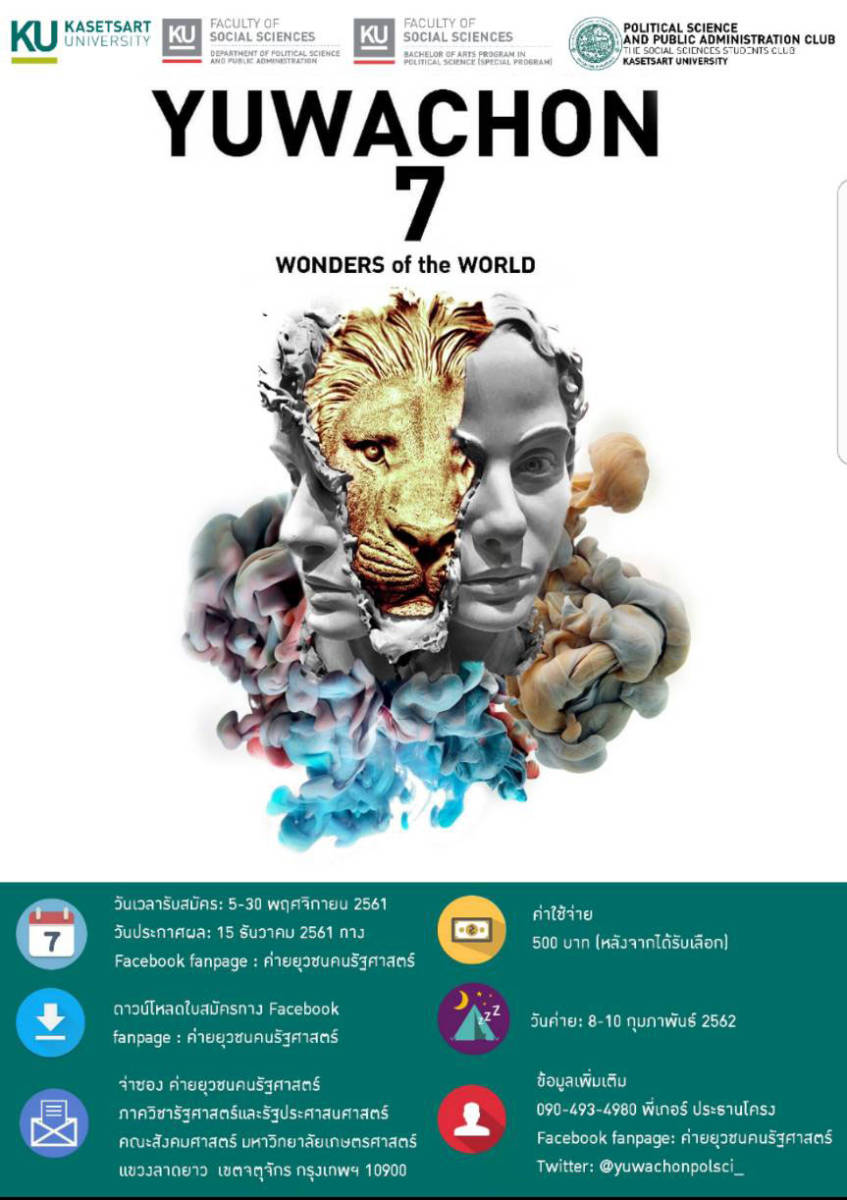 KU KASETSART UNIVERSITY
KU FACULTY OF SOCIAL SCIENCES
DEPARTMENT OF POLITICAL SCIENCE
AND PUBLIC ADMINISTRATION
KU FACULTY OF SOCIAL SCIENCES
BACHELOR OF ARTS PROGRAM IN
POLITICAL SCIENCE (SPECIAL PROGRAM)
POLITICAL SCIENCE
AND PUBLIC ADMINISTRATION CLUB
THE SOCIAL SCIENCES STUDENTS CLUB
KASETSART UNIVERSITY
YUWACHON
7
WONDERS of the WORLD
7
วันเวลารับสมัคร: 5-30 พฤศจิกายน 2561
วันประกาศผล: 15 ธันวาคม 2561 ทาง
Facebook fanpage : ค่ายยุวชนคนรัฐศาสตร์
ดาวน์โหลดใบสมัครทาง Facebook
fanpage : ค่ายยุวชนคนรัฐศาสตร์
จ่าซอง ค่ายยุวชนคนรัฐศาสตร์
ภาควิชารัฐศาสตร์และรัฐประศาสนศาสตร์
คณะสังคมศาสตร์ มหาวิทยาลัยเกษตรศาสตร์
แขวงลาดยาว เขตจตุจักร กรุงเทพฯ 10900
ค่าใช้จ่าย
500 บาท (หลังจากได้รับเลือก)
zZZ
วันค่าย: 8-10 กุมภาพันธ์ 2562
ข้อมูลเพิ่มเติม
090-493-4980 พี่เกอร์ ประธานโครง
Facebook fanpage: ค่ายยุวชนคนรัฐศาสตร์
Twitter: @yuwachonpolsci_